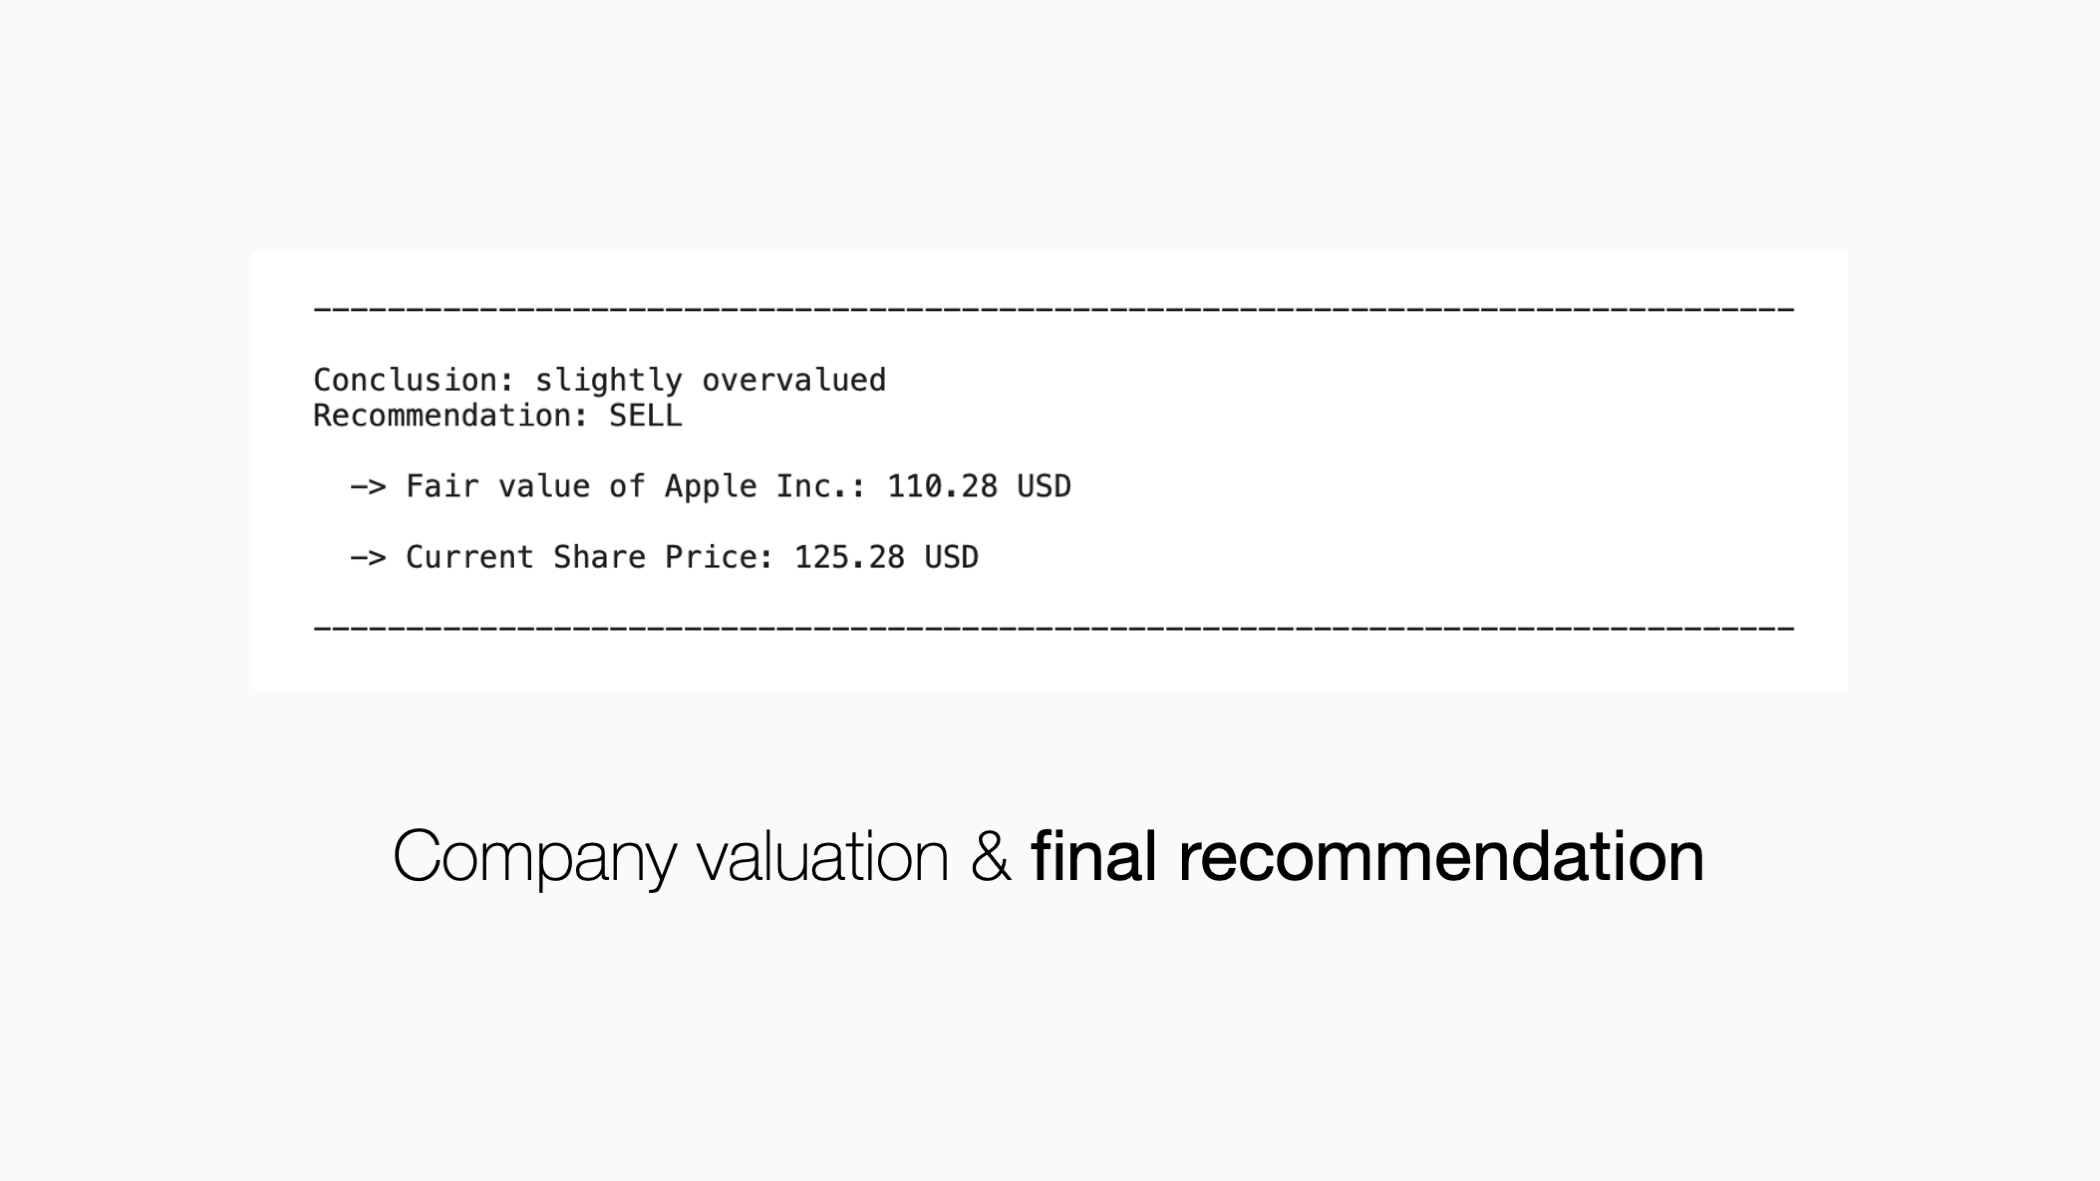 --------------------------------------------------------------------------------
Conclusion: slightly overvalued
Recommendation: SELL
-> Fair value of Apple Inc.: 110.28 USD
-> Current Share Price: 125.28 USD
--------------------------------------------------------------------------------
Company valuation & final recommendation